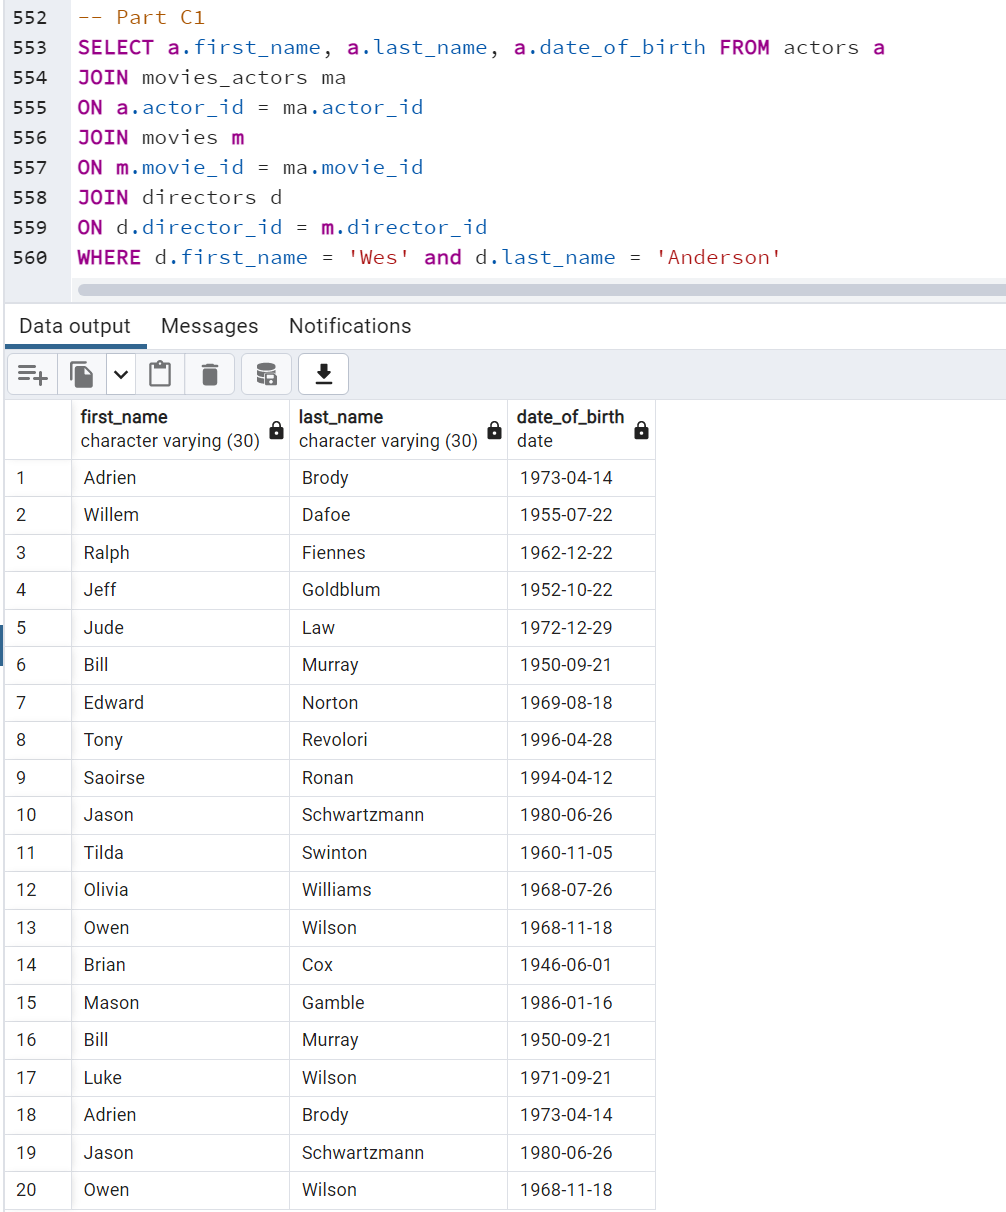 552 -- Part C1
553 SELECT a.first_name, a.last_name, a.date_of_birth FROM actors a
554 JOIN movies_actors ma
555 ON a.actor_id = ma.actor_id
556 JOIN movies m
557 ON m.movie_id = ma.movie_id
558 JOIN directors d
559 ON d.director_id = m.director_id
560 WHERE d.first_name = 'Wes' and d.last_name = 'Anderson'
Data output Messages Notifications
first_name last_name date_of_birth
character varying (30) character varying (30) date
1 Adrien Brody 1973-04-14
2 Willem Dafoe 1955-07-22
3 Ralph Fiennes 1962-12-22
4 Jeff Goldblum 1952-10-22
5 Jude Law 1972-12-29
6 Bill Murray 1950-09-21
7 Edward Norton 1969-08-18
8 Tony Revolori 1996-04-28
9 Saoirse Ronan 1994-04-12
10 Jason Schwartzmann 1980-06-26
11 Tilda Swinton 1960-11-05
12 Olivia Williams 1968-07-26
13 Owen Wilson 1968-11-18
14 Brian Cox 1946-06-01
15 Mason Gamble 1986-01-16
16 Bill Murray 1950-09-21
17 Luke Wilson 1971-09-21
18 Adrien Brody 1973-04-14
19 Jason Schwartzmann 1980-06-26
20 Owen Wilson 1968-11-18